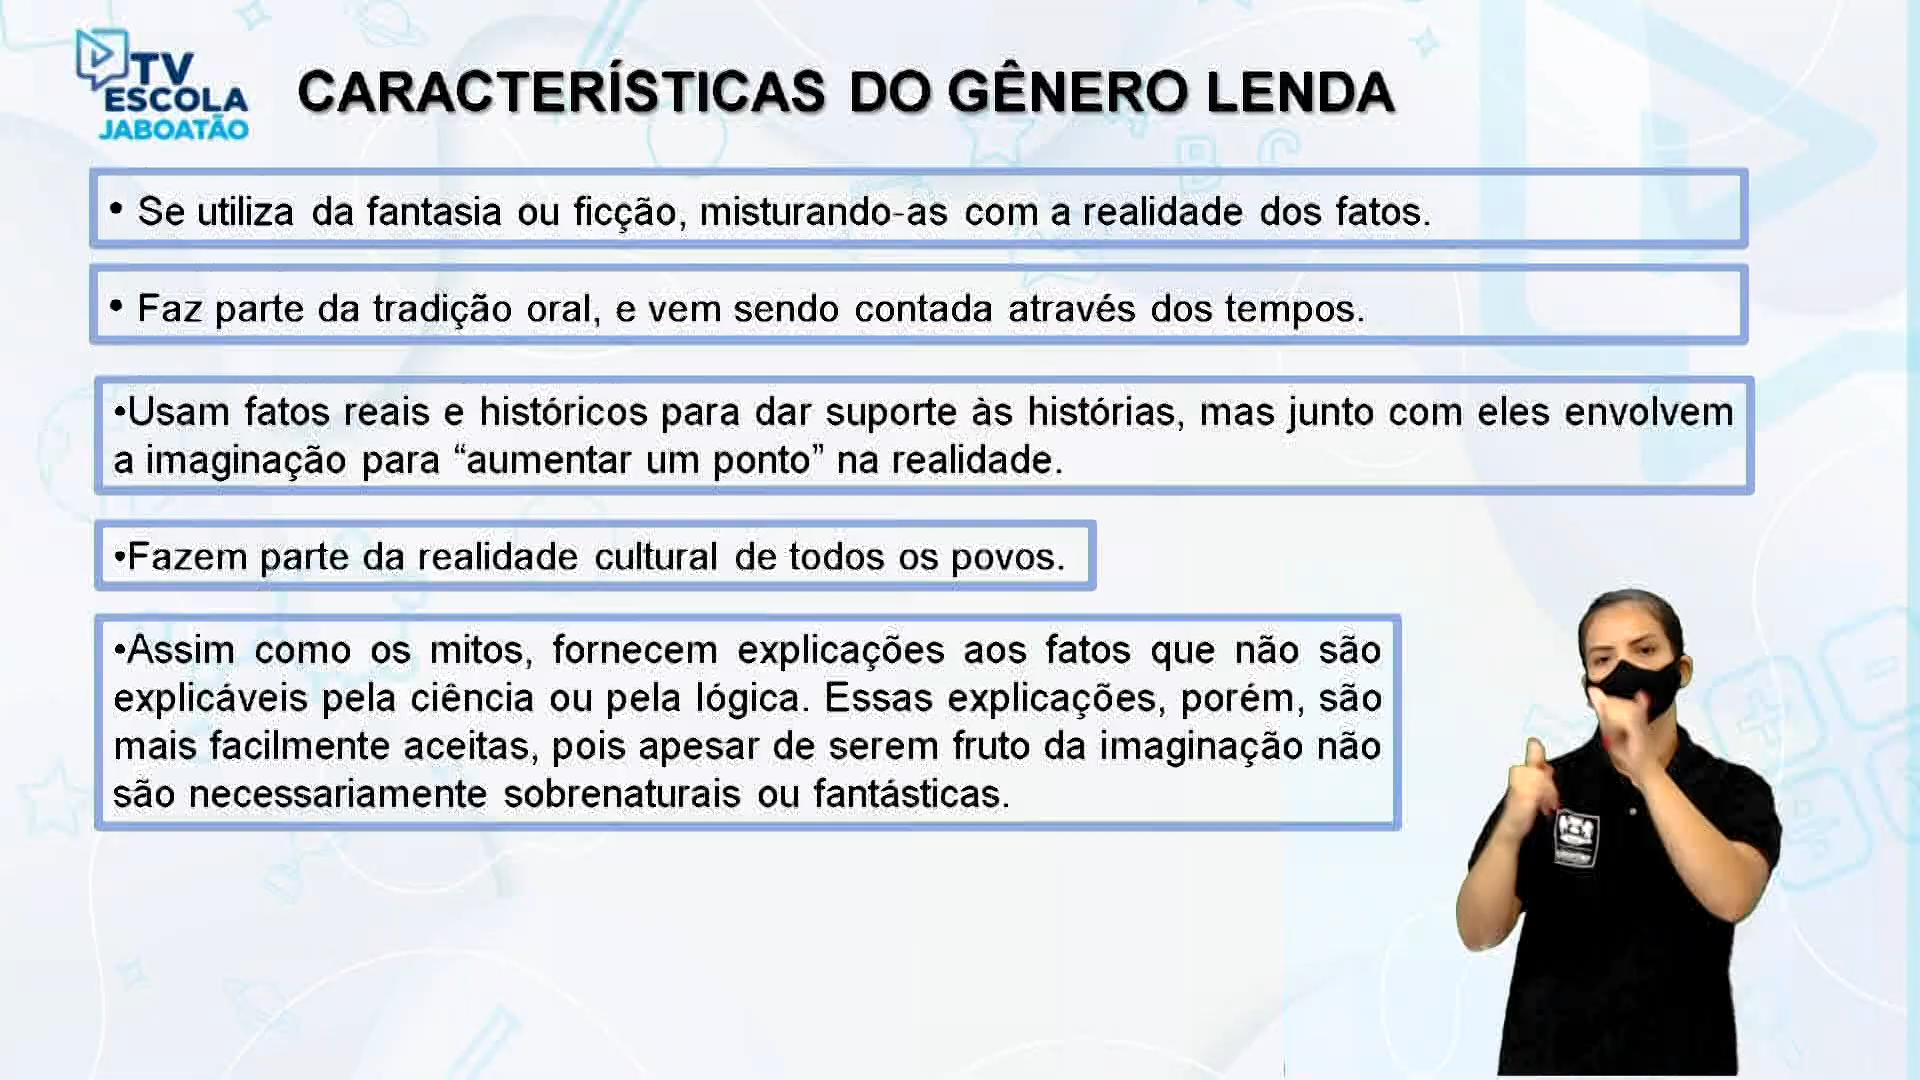 TV
ESCOLA
JABOATÃO
CARACTERÍSTICAS DO GÊNERO LENDA
• Se utiliza da fantasia ou ficção, misturando-as com a realidade dos fatos.
• Faz parte da tradição oral, e vem sendo contada através dos tempos.
•Usam fatos reais e históricos para dar suporte às histórias, mas junto com eles envolvem
a imaginação para “aumentar um ponto” na realidade.
•Fazem parte da realidade cultural de todos os povos.
•Assim como os mitos, fornecem explicações aos fatos que não são
explicáveis pela ciência ou pela lógica. Essas explicações, porém, são
mais facilmente aceitas, pois apesar de serem fruto da imaginação não
são necessariamente sobrenaturais ou fantásticas.